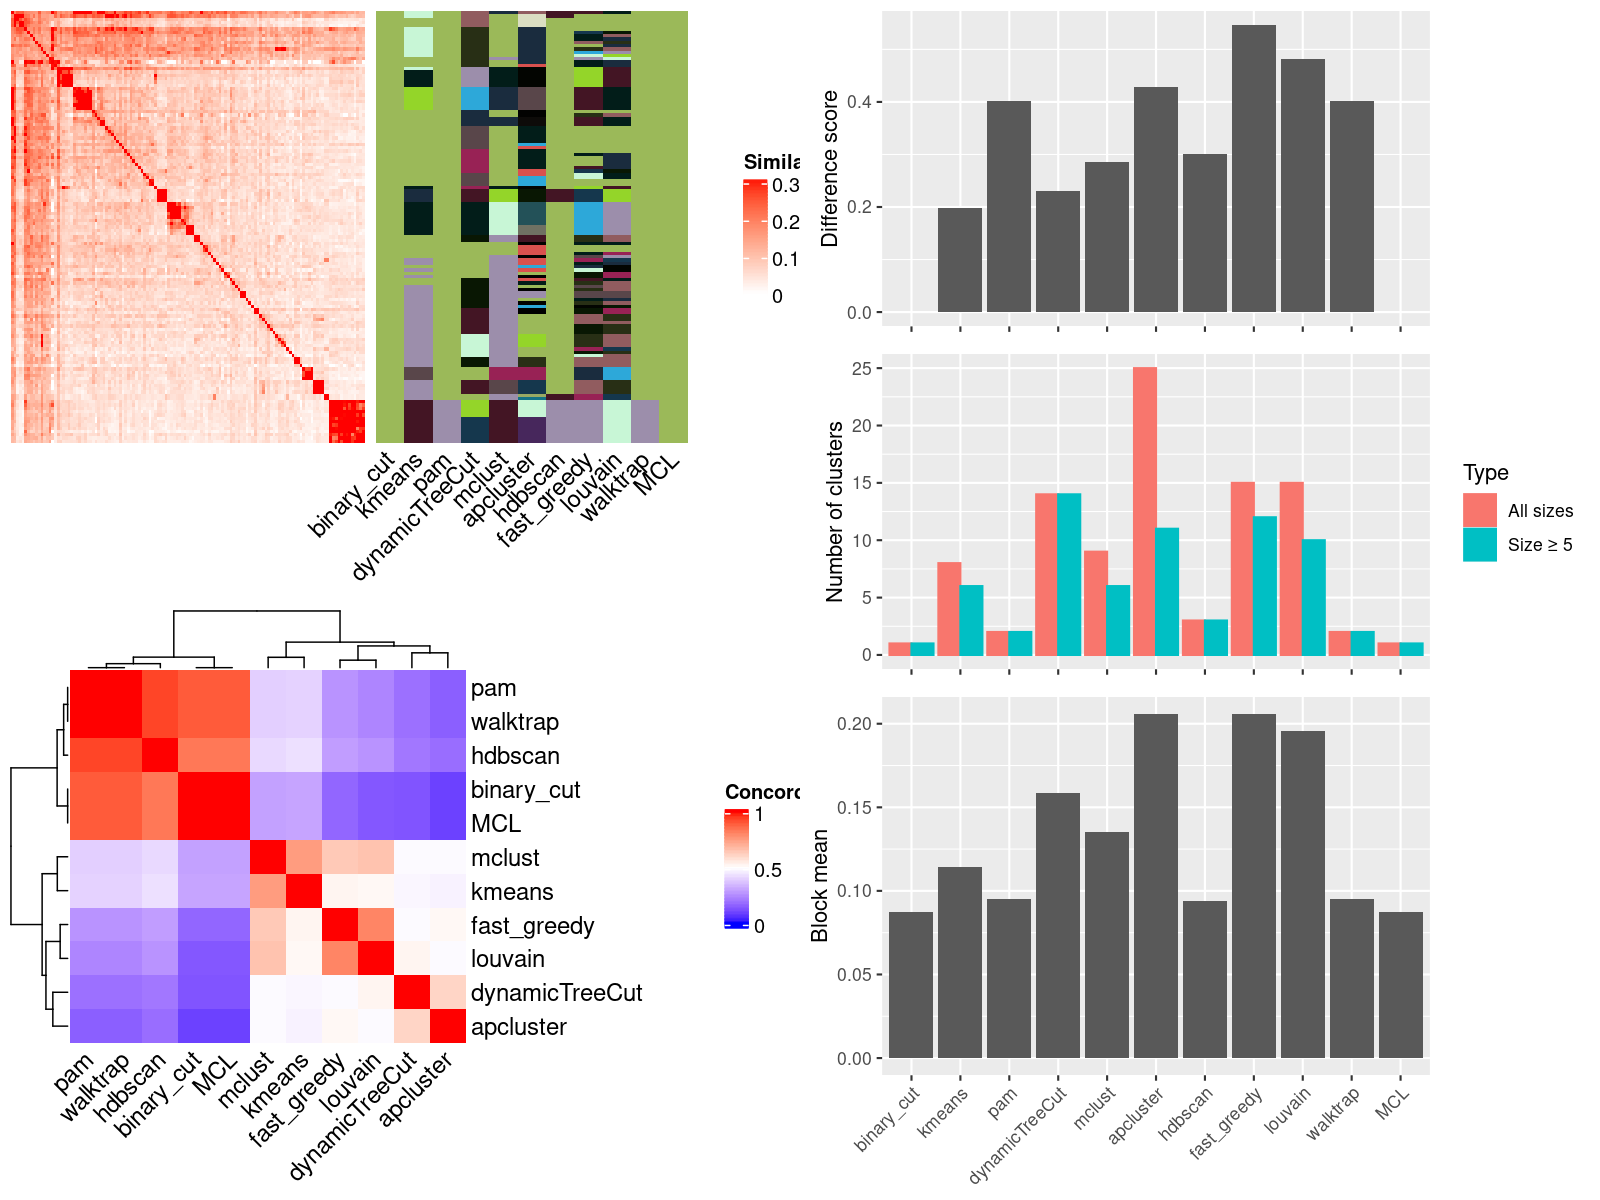 Simila
0.3
0.2
0.1
0
binary_cut
kmeans
pam
dynamicTreeCut
mclust
apcluster
hdbscan
fast_greedy
louvain
walktrap
MCL
Difference score
0.4
0.2
0.0
Number of clusters
25
20
15
10
5
0
Type
All sizes
Size ≥ 5
pam
walktrap
hdbscan
binary_cut
MCL
mclust
kmeans
fast_greedy
louvain
dynamicTreeCut
apcluster
pam
walktrap
hdbscan
binary_cut
MCL
mclust
kmeans
fast_greedy
louvain
dynamicTreeCut
apcluster
Concord
1
0.5
0
Block mean
0.20
0.15
0.10
0.05
0.00
binary_cut
kmeans
pam
dynamicTreeCut
mclust
apcluster
hdbscan
fast_greedy
louvain
walktrap
MCL